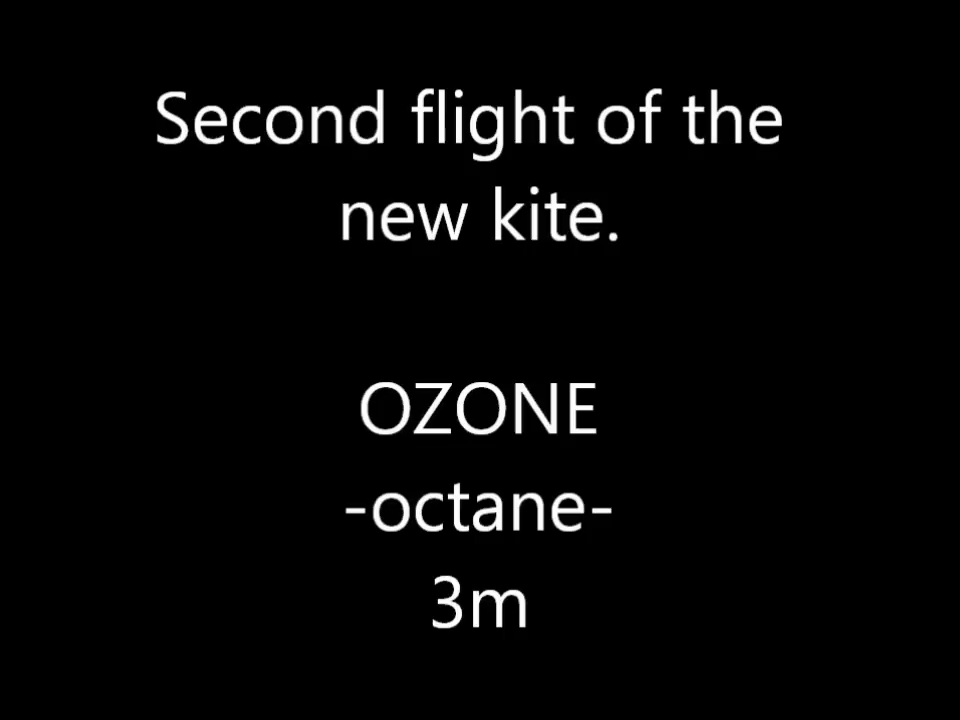 Second flight of the
new kite.
OZONE
-octane-
3m